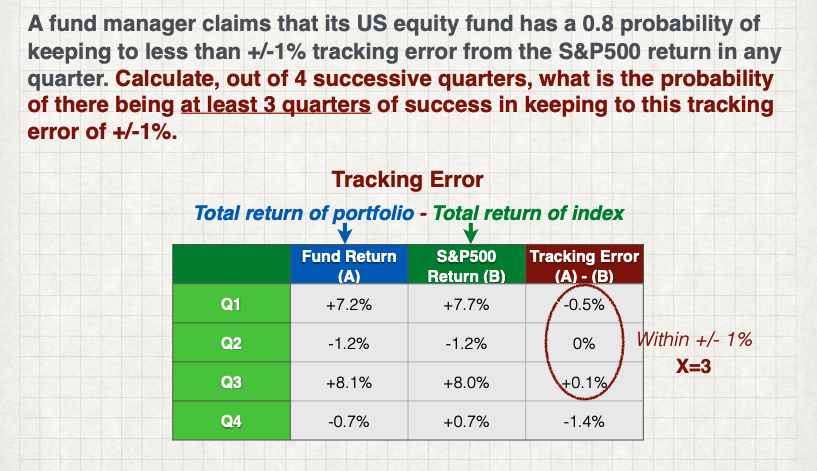 A fund manager claims that its US equity fund has a 0.8 probability of
keeping to less than +/-1% tracking error from the S&P500 return in any
quarter. Calculate, out of 4 successive quarters, what is the probability
of there being at least 3 quarters of success in keeping to this tracking
error of +/-1%.
Tracking Error
Total return of portfolio - Total return of index
Fund Return (A) S&P500 Return (B) Tracking Error (A) - (B)
Q1 +7.2% +7.7% -0.5%
Q2 -1.2% -1.2% 0%
Within +/- 1%
X=3
Q3 +8.1% +8.0% +0.1%
Q4 -0.7% +0.7% -1.4%